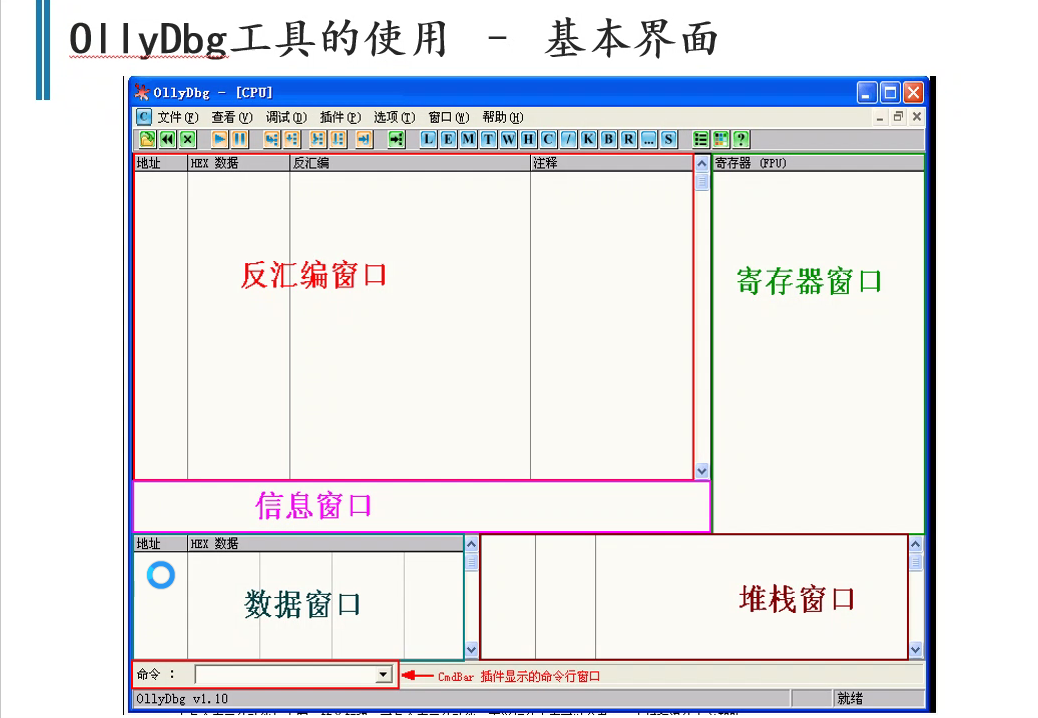 OllyDbg工具的使用 - 基本界面
OllyDbg - [CPU]
C 文件(F) 查看(V) 调试(D) 插件(P) 选项(T) 窗口(W) 帮助(H)
L E M T W H C / K B R ... S ?
地址 HEX 数据 反汇编 注释 寄存器 (FPU)
反汇编窗口
寄存器窗口
信息窗口
地址 HEX 数据
数据窗口
堆栈窗口
命令 : CmdBar 插件显示的命令行窗口
OllyDbg v1.10 就绪